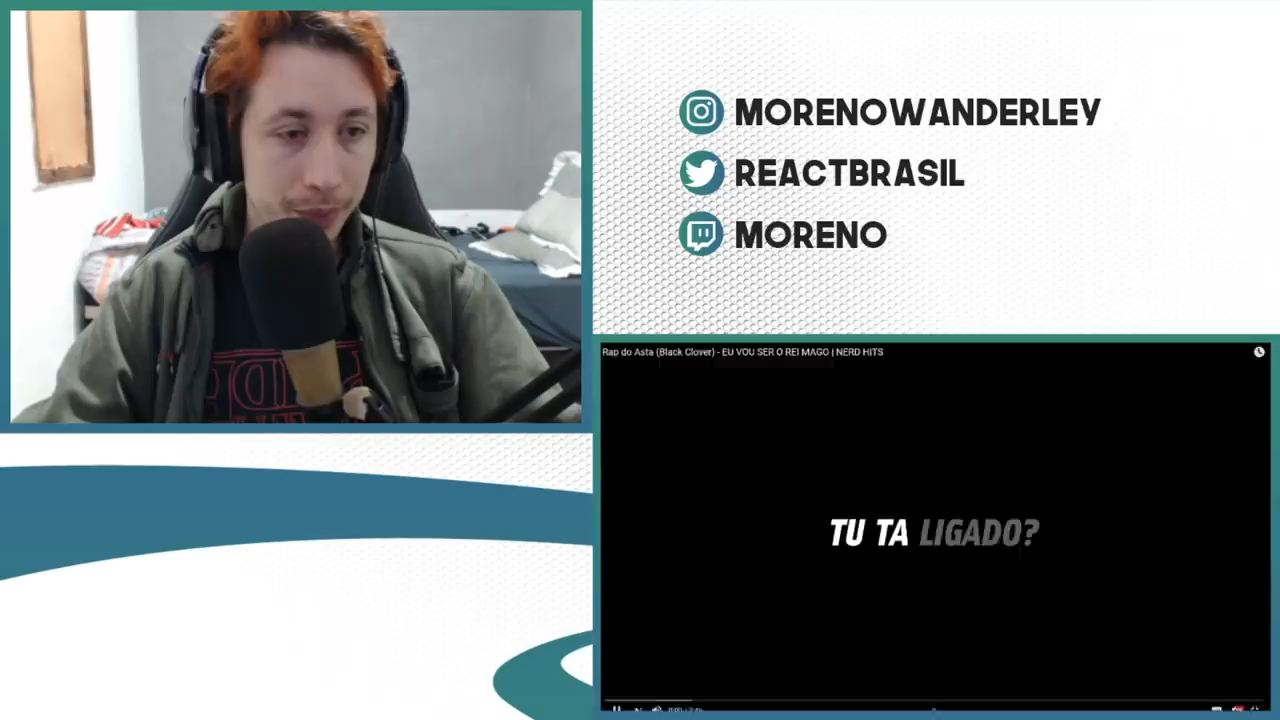 MORENOWANDERLEY
REACTBRASIL
MORENO
Rap do Asta (Black Clover) - EU VOU SER O REI MAGO | NERD HITS
TU TA LIGADO?